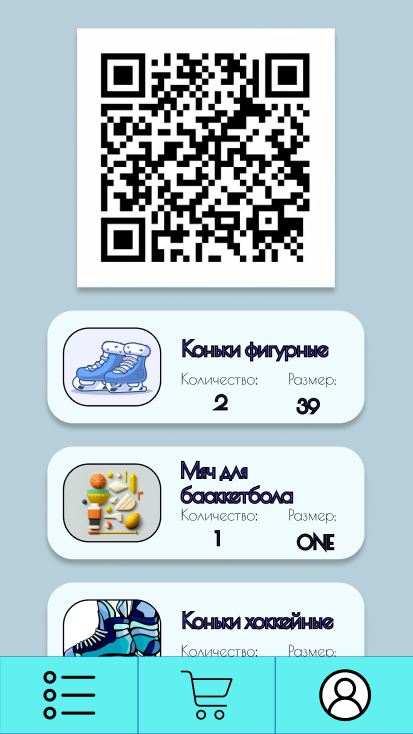 Коньки фигурные
Количество: Размер:
2 39
Мяч для
баскетбола
Количество: Размер:
1 ONE
Коньки хоккейные
Количество: Размер: